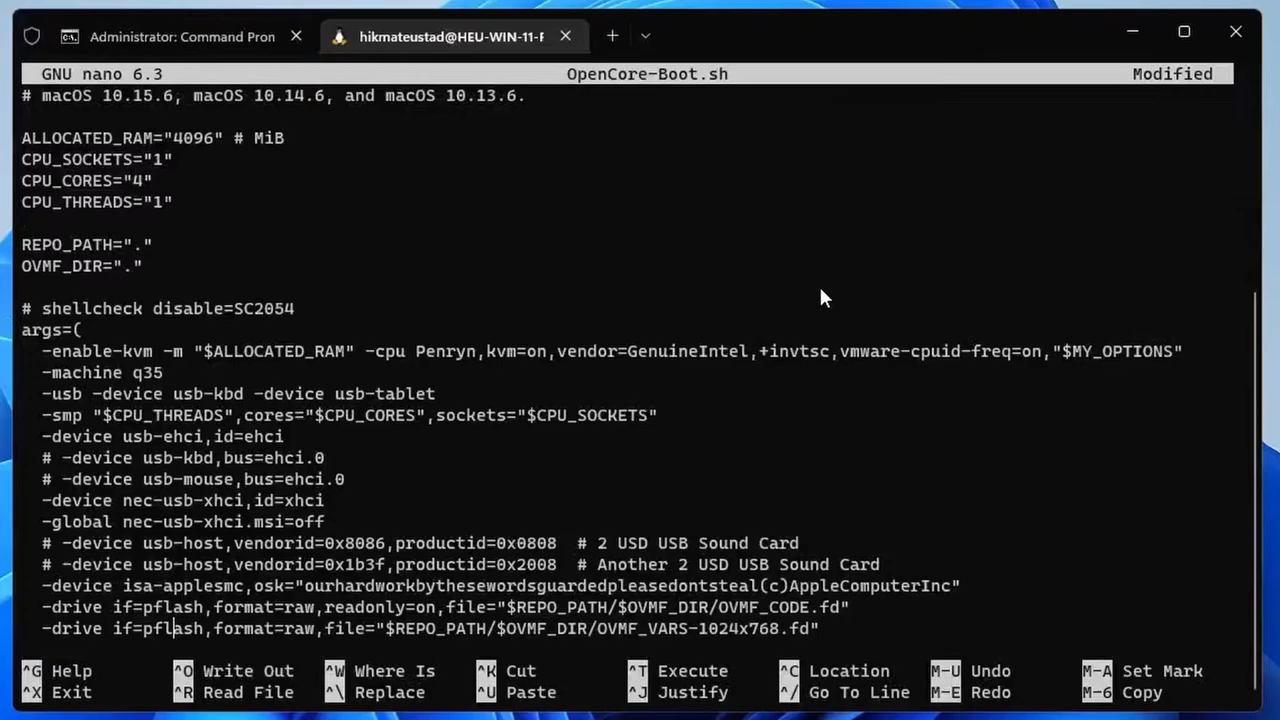 Administrator: Command Pron
hikmateustad@HEU-WIN-11-F
GNU nano 6.3 OpenCore-Boot.sh Modified
# macOS 10.15.6, macOS 10.14.6, and macOS 10.13.6.
ALLOCATED_RAM="4096" # MiB
CPU_SOCKETS="1"
CPU_CORES="4"
CPU_THREADS="1"
REPO_PATH="."
OVMF_DIR="."
# shellcheck disable=SC2054
args=(
-enable-kvm -m "$ALLOCATED_RAM" -cpu Penryn,kvm=on,vendor=GenuineIntel,+invtsc,vmware-cpuid-freq=on,"$MY_OPTIONS"
-machine q35
-usb -device usb-kbd -device usb-tablet
-smp "$CPU_THREADS",cores="$CPU_CORES",sockets="$CPU_SOCKETS"
-device usb-ehci,id=ehci
# -device usb-kbd,bus=ehci.0
# -device usb-mouse,bus=ehci.0
-device nec-usb-xhci,id=xhci
-global nec-usb-xhci.msi=off
# -device usb-host,vendorid=0x8086,productid=0x0808  # 2 USD USB Sound Card
# -device usb-host,vendorid=0x1b3f,productid=0x2008  # Another 2 USD USB Sound Card
-device isa-applesmc,osk="ourhardworkbythesewordsguardedpleasedontsteal(c)AppleComputerInc"
-drive if=pflash,format=raw,readonly=on,file="$REPO_PATH/$OVMF_DIR/OVMF_CODE.fd"
-drive if=pflash,format=raw,file="$REPO_PATH/$OVMF_DIR/OVMF_VARS-1024x768.fd"
^G Help ^O Write Out ^W Where Is ^K Cut ^T Execute ^C Location M-U Undo M-A Set Mark
^X Exit ^R Read File ^\ Replace ^U Paste ^J Justify ^/ Go To Line M-E Redo M-6 Copy